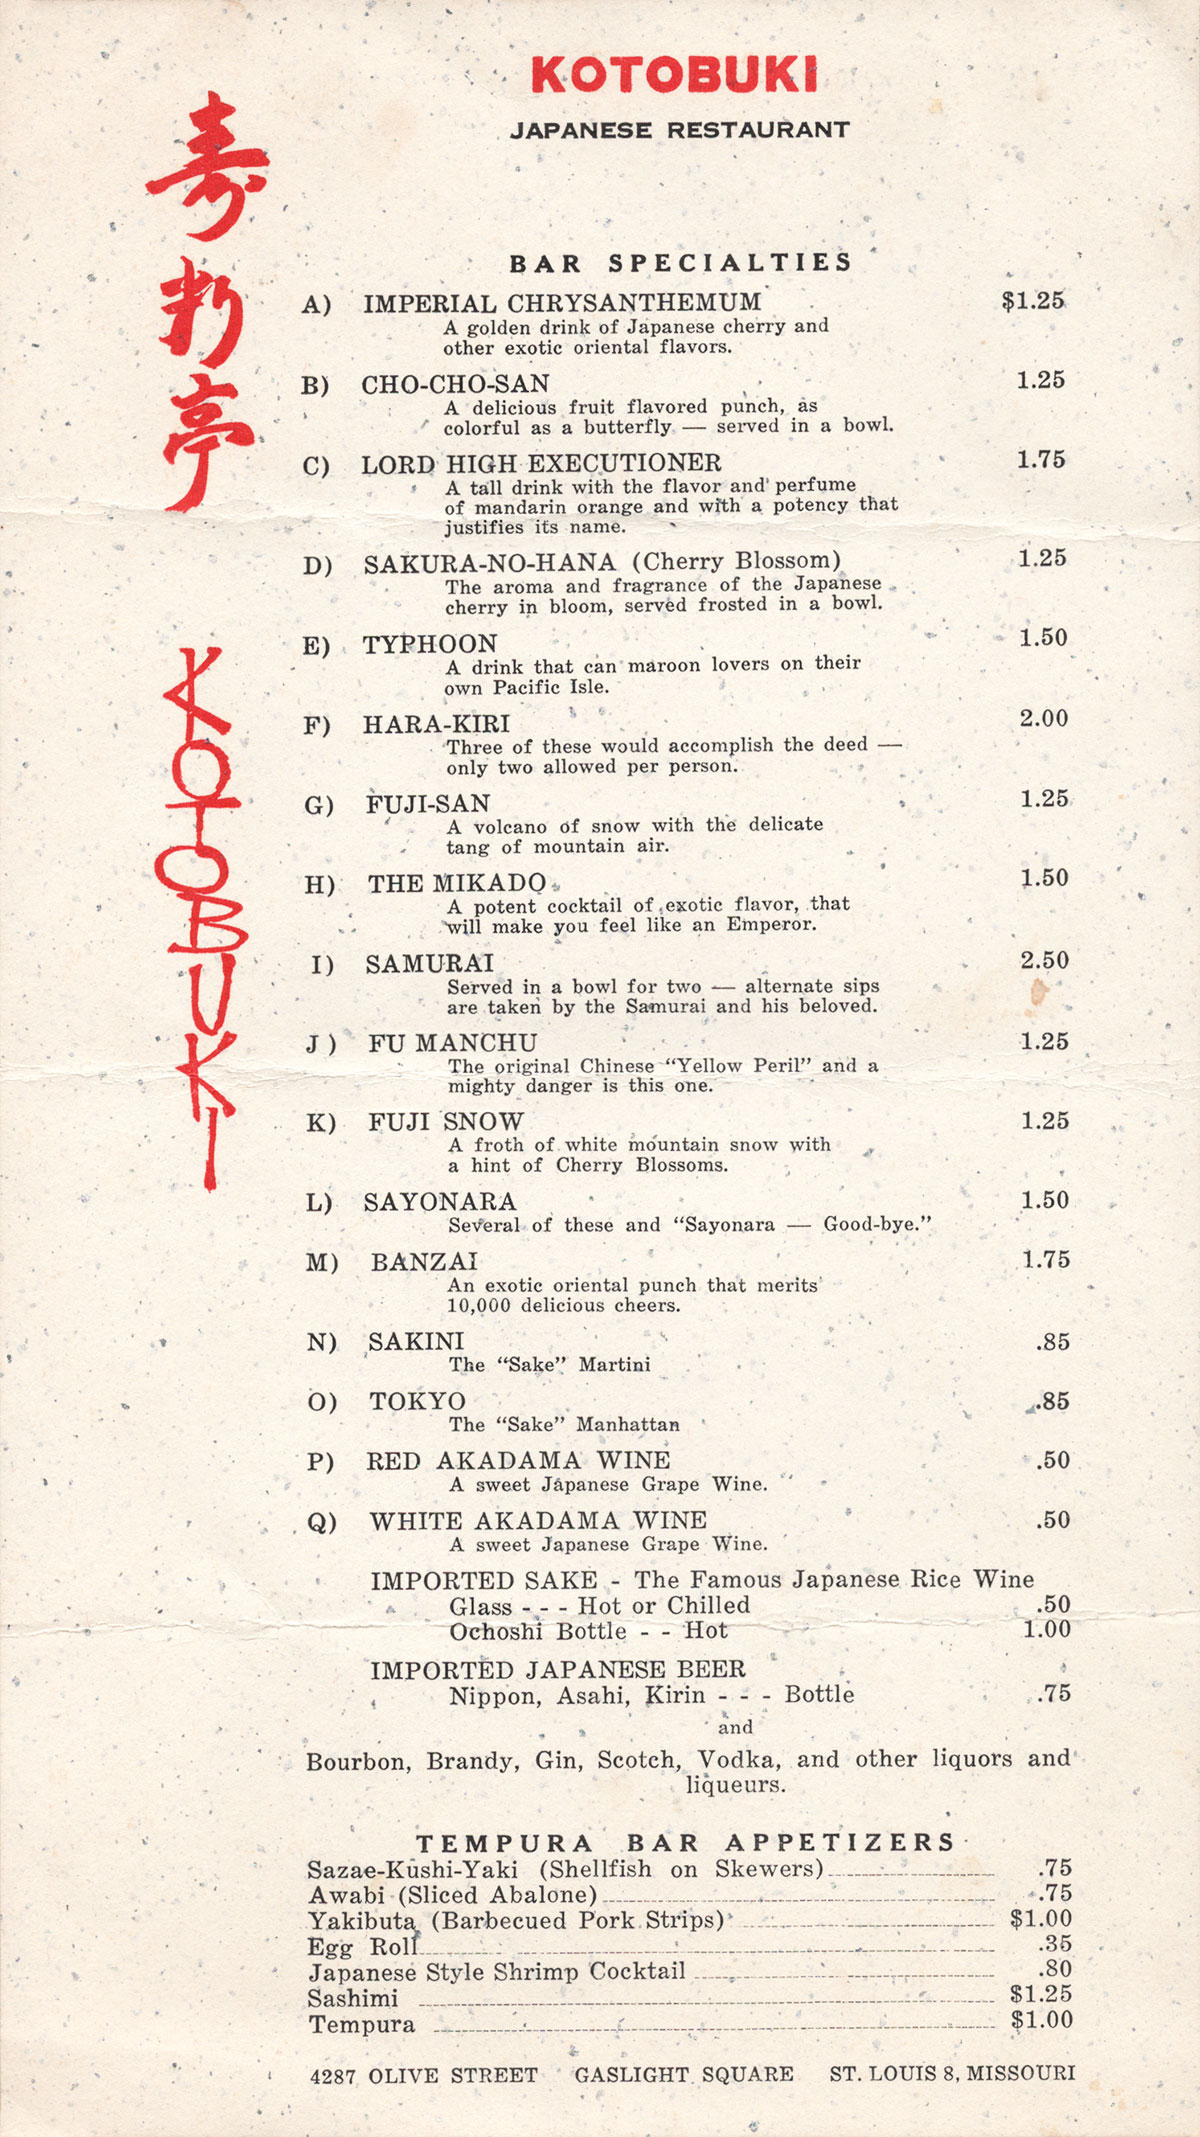 KOTOBUKI
JAPANESE RESTAURANT
寿
亭
KOTOBUKI
BAR SPECIALTIES
A) IMPERIAL CHRYSANTHEMUM $1.25
A golden drink of Japanese cherry and
other exotic oriental flavors.
B) CHO-CHO-SAN 1.25
A delicious fruit flavored punch, as
colorful as a butterfly — served in a bowl.
C) LORD HIGH EXECUTIONER 1.75
A tall drink with the flavor and perfume
of mandarin orange and with a potency that
justifies its name.
D) SAKURA-NO-HANA (Cherry Blossom) 1.25
The aroma and fragrance of the Japanese
cherry in bloom, served frosted in a bowl.
E) TYPHOON 1.50
A drink that can maroon lovers on their
own Pacific Isle.
F) HARA-KIRI 2.00
Three of these would accomplish the deed —
only two allowed per person.
G) FUJI-SAN 1.25
A volcano of snow with the delicate
tang of mountain air.
H) THE MIKADO 1.50
A potent cocktail of exotic flavor, that
will make you feel like an Emperor.
I) SAMURAI 2.50
Served in a bowl for two — alternate sips
are taken by the Samurai and his beloved.
J) FU MANCHU 1.25
The original Chinese "Yellow Peril" and a
mighty danger is this one.
K) FUJI SNOW 1.25
A froth of white mountain snow with
a hint of Cherry Blossoms.
L) SAYONARA 1.50
Several of these and "Sayonara — Good-bye."
M) BANZAI 1.75
An exotic oriental punch that merits
10,000 delicious cheers.
N) SAKINI .85
The "Sake" Martini
O) TOKYO .85
The "Sake" Manhattan
P) RED AKADAMA WINE .50
A sweet Japanese Grape Wine.
Q) WHITE AKADAMA WINE .50
A sweet Japanese Grape Wine.
IMPORTED SAKE - The Famous Japanese Rice Wine
Glass - - - Hot or Chilled .50
Ochoshi Bottle - - Hot 1.00
IMPORTED JAPANESE BEER
Nippon, Asahi, Kirin - - - Bottle .75
and
Bourbon, Brandy, Gin, Scotch, Vodka, and other liquors and
liqueurs.
TEMPURA BAR APPETIZERS
Sazae-Kushi-Yaki (Shellfish on Skewers) .75
Awabi (Sliced Abalone) .75
Yakibuta (Barbecued Pork Strips) $1.00
Egg Roll .35
Japanese Style Shrimp Cocktail .80
Sashimi $1.25
Tempura $1.00
4287 OLIVE STREET GASLIGHT SQUARE ST. LOUIS 8, MISSOURI